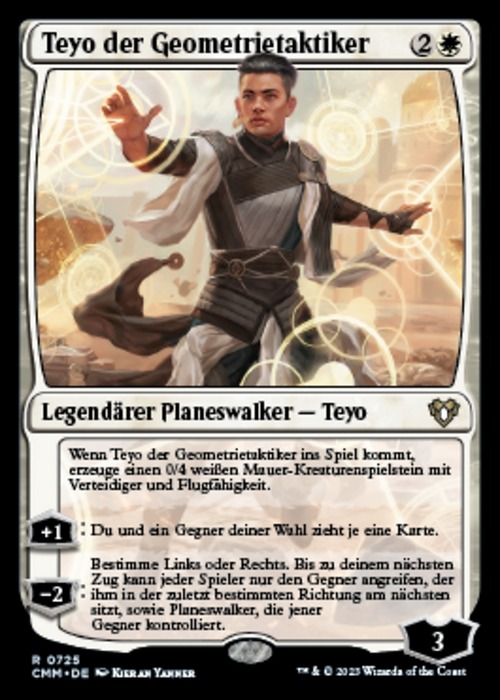 Teyo der Geometrietaktiker 2
Legendärer Planeswalker – Teyo
Wenn Teyo der Geometrietaktiker ins Spiel kommt,
erzeuge einen 0/4 weißen Mauer-Kreaturenspielstein mit
Verteidiger und Flugfähigkeit.
+1: Du und ein Gegner deiner Wahl zieht je eine Karte.
Bestimme Links oder Rechts. Bis zu deinem nächsten
Zug kann jeder Spieler nur den Gegner angreifen, der
-2: ihm in der zuletzt bestimmten Richtung am nächsten
sitzt, sowie Planeswalker, die jener
Gegner kontrolliert.
3
R 0725
CMM • DE Kieran Yanner
™ & © 2023 Wizards of the Coast